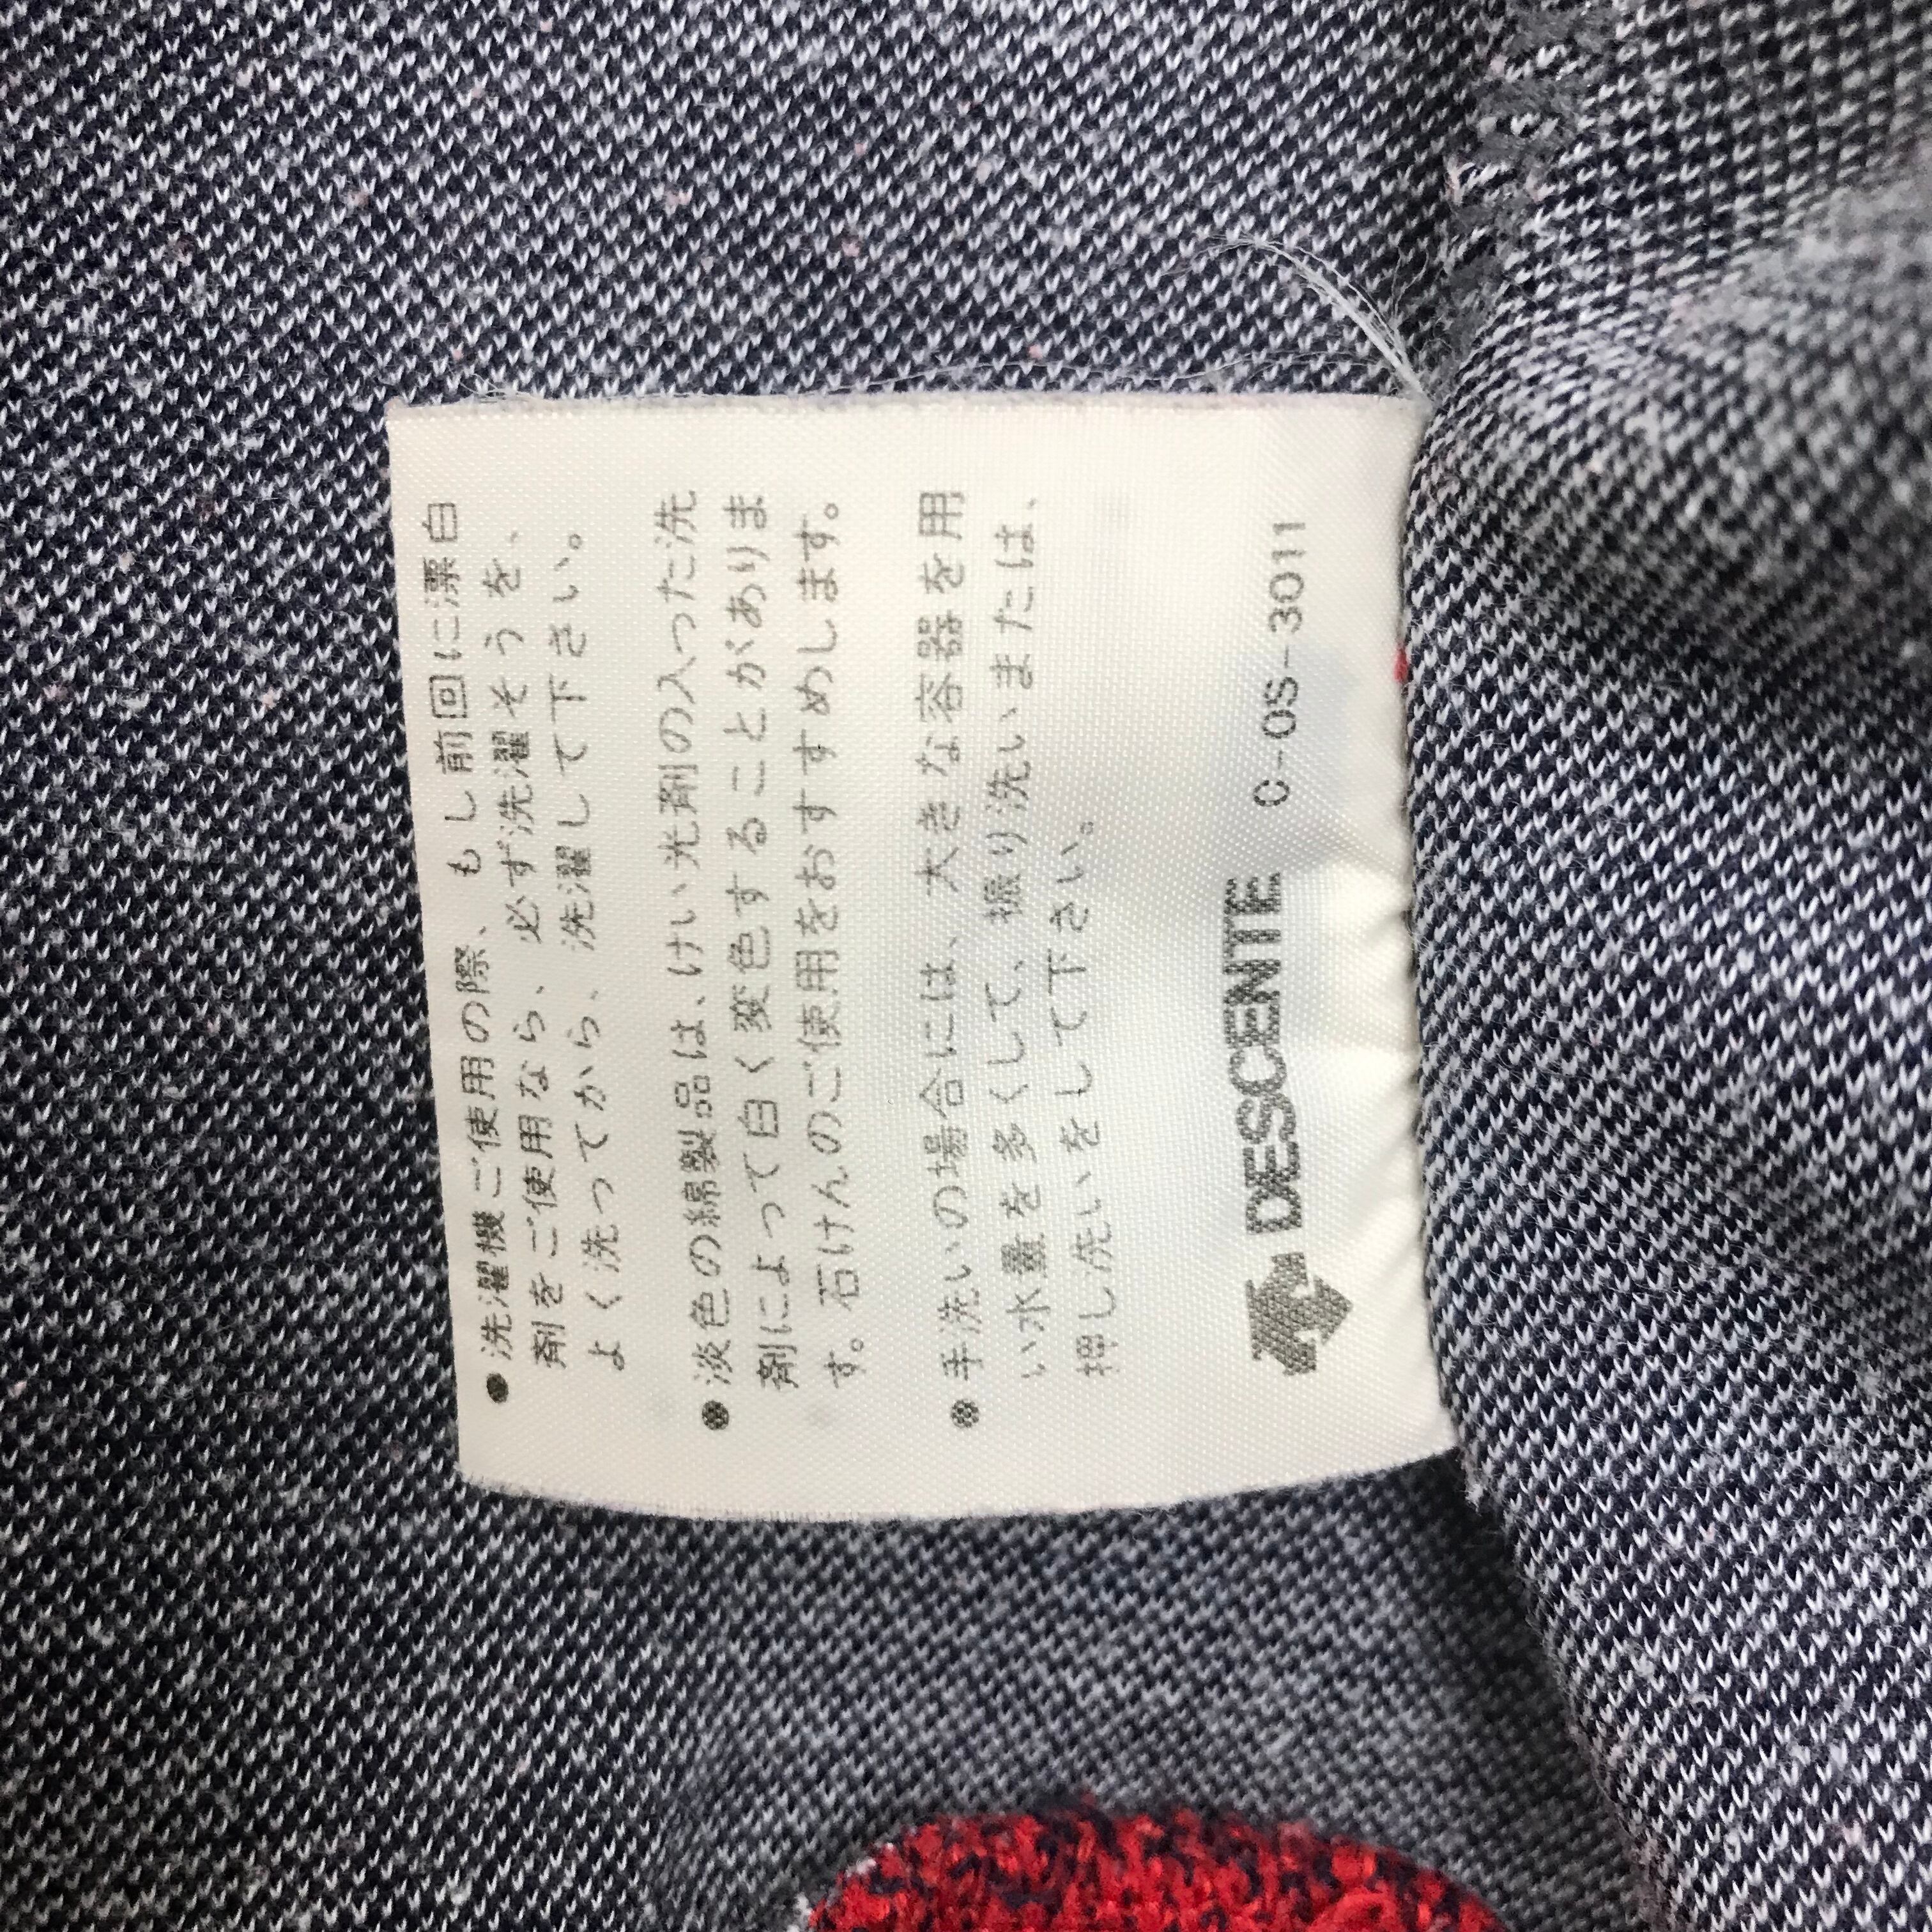 ●洗濯機ご使用の際、もし前回に漂白
剤をご使用なら、必ず洗濯そうを、
よく洗ってから、洗濯して下さい。
●淡色の綿製品は、けい光剤の入った洗
剤によって白く変色することがありま
す。石けんのご使用をおすすめします。
●手洗いの場合には、大きな容器を用
い水量を多くして、振り洗いまたは、
押し洗いをして下さい。
DESCENTE C-OS-3011